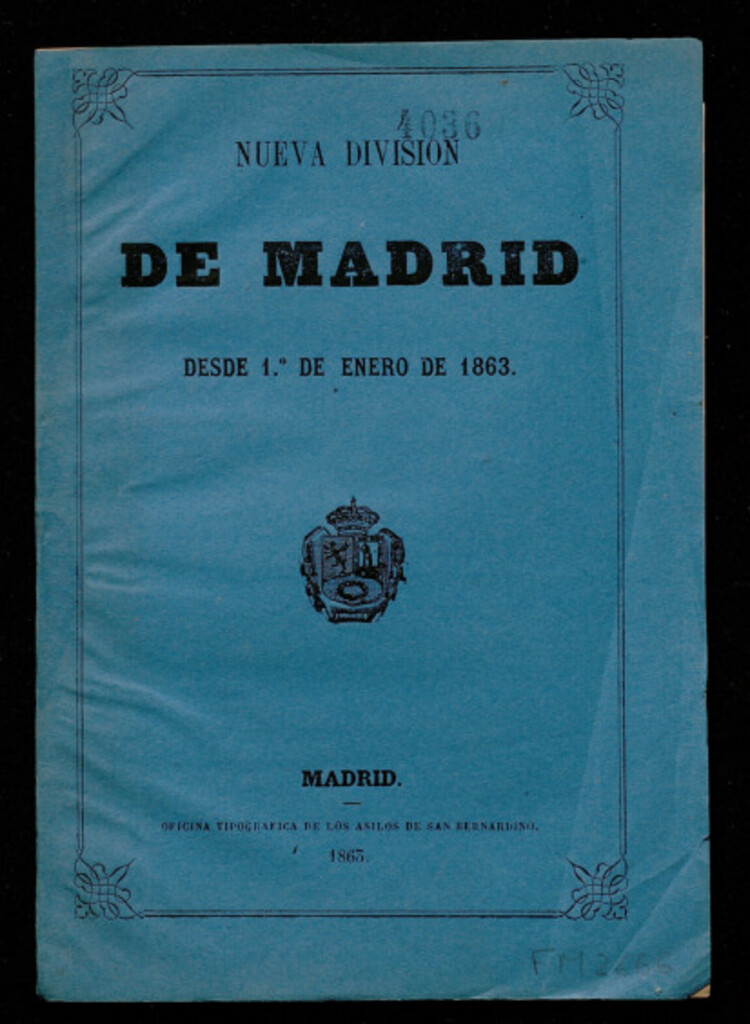 4036
NUEVA DIVISION
DE MADRID
DESDE 1.º DE ENERO DE 1863.
MADRID.
OFICINA TIPOGRAFICA DE LOS ASILOS DE SAN BERNARDINO.
1863.